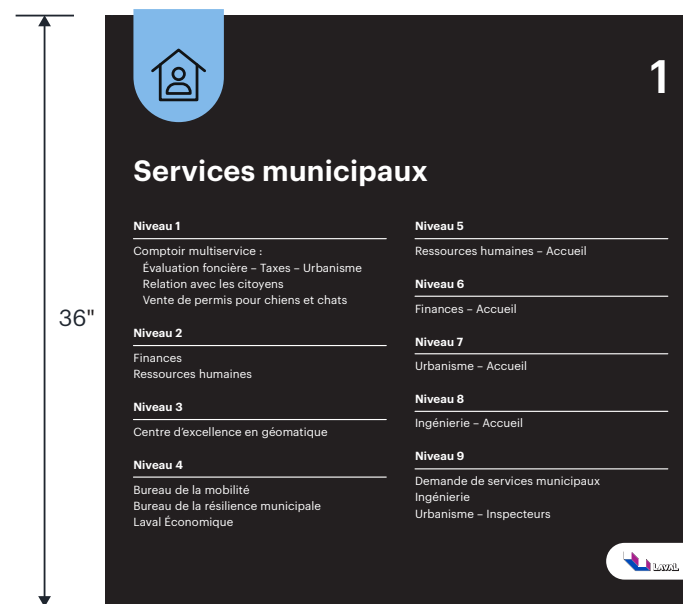 36"
1
Services municipaux
Niveau 1
Comptoir multiservice :
Évaluation foncière – Taxes – Urbanisme
Relation avec les citoyens
Vente de permis pour chiens et chats
Niveau 2
Finances
Ressources humaines
Niveau 3
Centre d'excellence en géomatique
Niveau 4
Bureau de la mobilité
Bureau de la résilience municipale
Laval Économique
Niveau 5
Ressources humaines – Accueil
Niveau 6
Finances – Accueil
Niveau 7
Urbanisme – Accueil
Niveau 8
Ingénierie – Accueil
Niveau 9
Demande de services municipaux
Ingénierie
Urbanisme – Inspecteurs
LAVAL